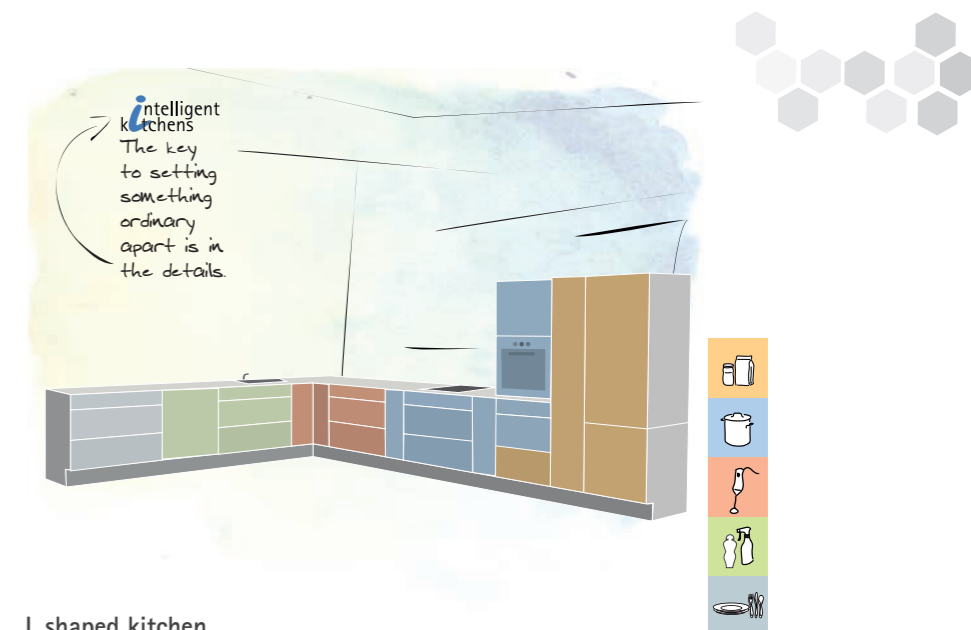 intelligent
kitchens
The key
to setting
something
ordinary
apart is in
the details.
L shaped kitchen